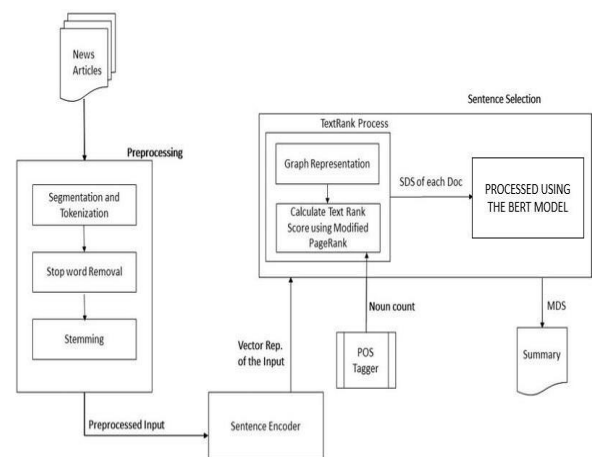 News
Articles
Preprocessing
Segmentation and
Tokenization
Stop word Removal
Stemming
Preprocessed Input
Sentence Encoder
Vector Rep.
of the Input
Sentence Selection
TextRank Process
Graph Representation
Calculate Text Rank
Score using Modified
PageRank
SDS of each Doc
PROCESSED USING
THE BERT MODEL
Noun count
POS
Tagger
MDS
Summary